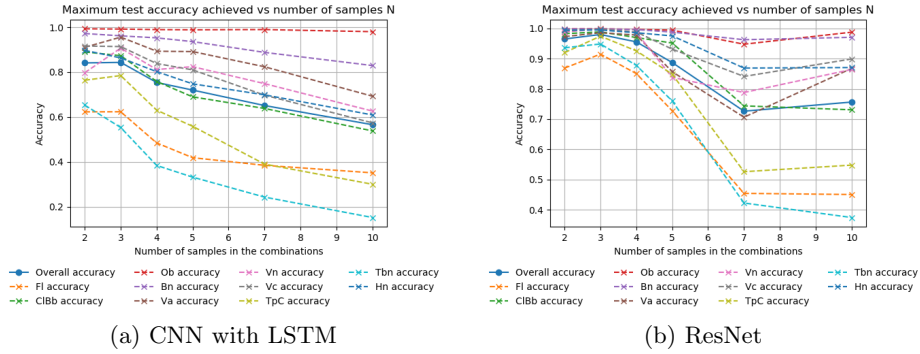 Maximum test accuracy achieved vs number of samples N
1.0
0.8
0.6
0.4
0.2
Accuracy
2 3 4 5 6 7 8 9 10
Number of samples in the combinations
Overall accuracy
Fl accuracy
ClBb accuracy
Ob accuracy
Bn accuracy
Va accuracy
Vn accuracy
Vc accuracy
TpC accuracy
Tbn accuracy
Hn accuracy
(a) CNN with LSTM
Maximum test accuracy achieved vs number of samples N
1.0
0.9
0.8
0.7
0.6
0.5
0.4
Accuracy
2 3 4 5 6 7 8 9 10
Number of samples in the combinations
Overall accuracy
Fl accuracy
ClBb accuracy
Ob accuracy
Bn accuracy
Va accuracy
Vn accuracy
Vc accuracy
TpC accuracy
Tbn accuracy
Hn accuracy
(b) ResNet